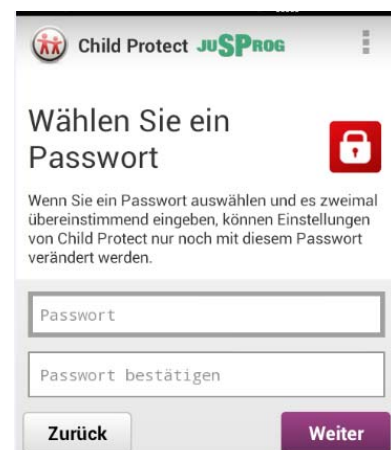 Child Protect JUSPROG
Wählen Sie ein
Passwort
Wenn Sie ein Passwort auswählen und es zweimal
übereinstimmend eingeben, können Einstellungen
von Child Protect nur noch mit diesem Passwort
verändert werden.
Passwort
Passwort bestätigen
Zurück Weiter